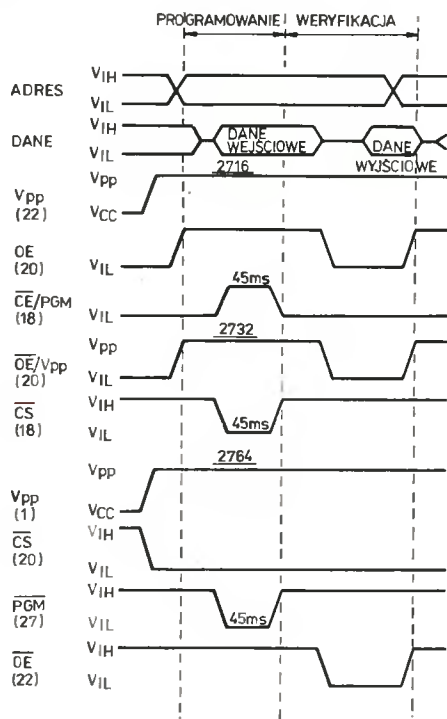 PROGRAMOWANIE WERYFIKACJA
ADRES VIH
VIL
DANE VIH
VIL
DANE WEJŚCIOWE
DANE WYJŚCIOWE
Vpp
2716
Vpp
(22)
VCC
OE
(20)
VIL
CE/PGM
(18)
VIL
45ms
Vpp
2732
OE/Vpp
(20)
VIL
CS
(18)
VIH
VIL
45ms
2764
Vpp
Vpp
(1)
VCC
CS
(20)
VIH
VIL
PGM
(27)
VIH
VIL
45ms
OE
(22)
VIH
VIL